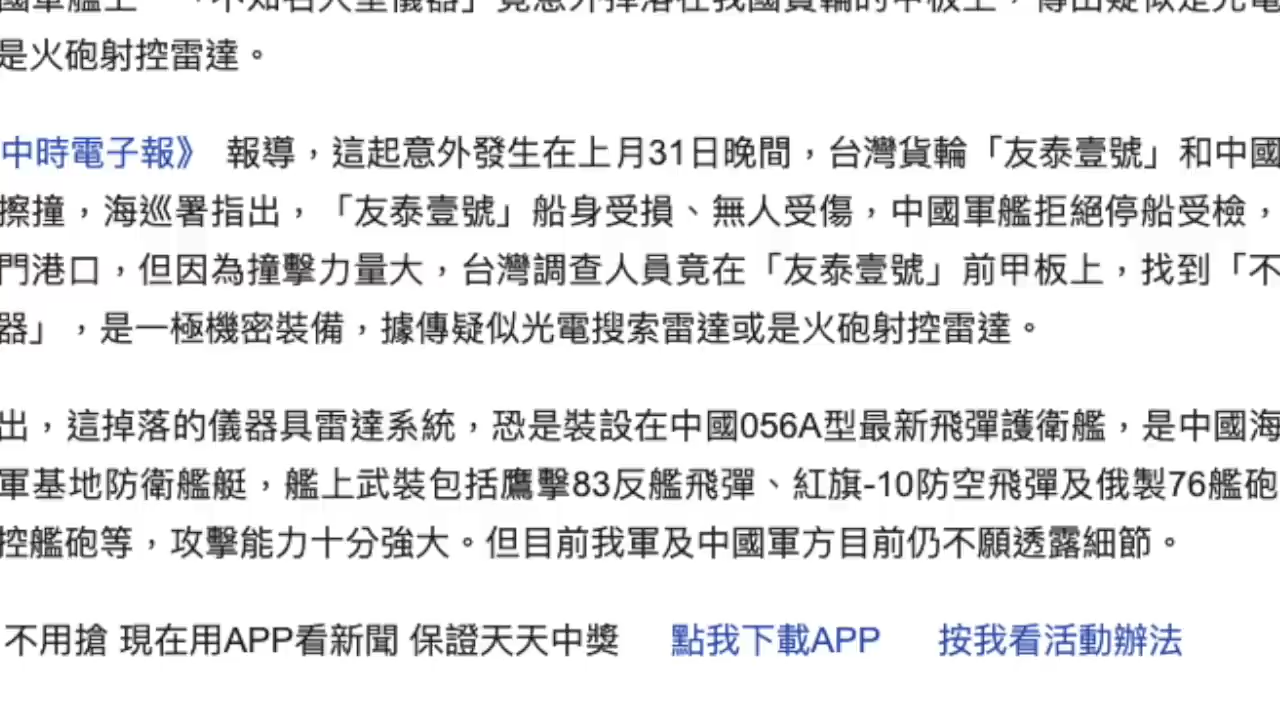 國軍艦上「不知名大型儀器」竟意外掉落在我國貨輪的甲板上，傳出疑似是光電
是火砲射控雷達。
中時電子報》 報導，這起意外發生在上月31日晚間，台灣貨輪「友泰壹號」和中國
擦撞，海巡署指出，「友泰壹號」船身受損、無人受傷，中國軍艦拒絕停船受檢，
門港口，但因為撞擊力量大，台灣調查人員竟在「友泰壹號」前甲板上，找到「不
器」，是一極機密裝備，據傳疑似光電搜索雷達或是火砲射控雷達。
出，這掉落的儀器具雷達系統，恐是裝設在中國056A型最新飛彈護衛艦，是中國海
軍基地防衛艦艇，艦上武裝包括鷹擊83反艦飛彈、紅旗-10防空飛彈及俄製76艦砲
控艦砲等，攻擊能力十分強大。但目前我軍及中國軍方目前仍不願透露細節。
不用搶 現在用APP看新聞 保證天天中獎 點我下載APP 按我看活動辦法